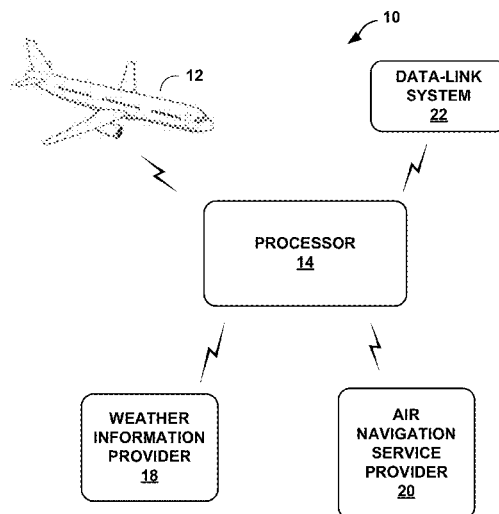 10
12
DATA-LINK
SYSTEM
22
PROCESSOR
14
WEATHER
INFORMATION
PROVIDER
18
AIR
NAVIGATION
SERVICE
PROVIDER
20